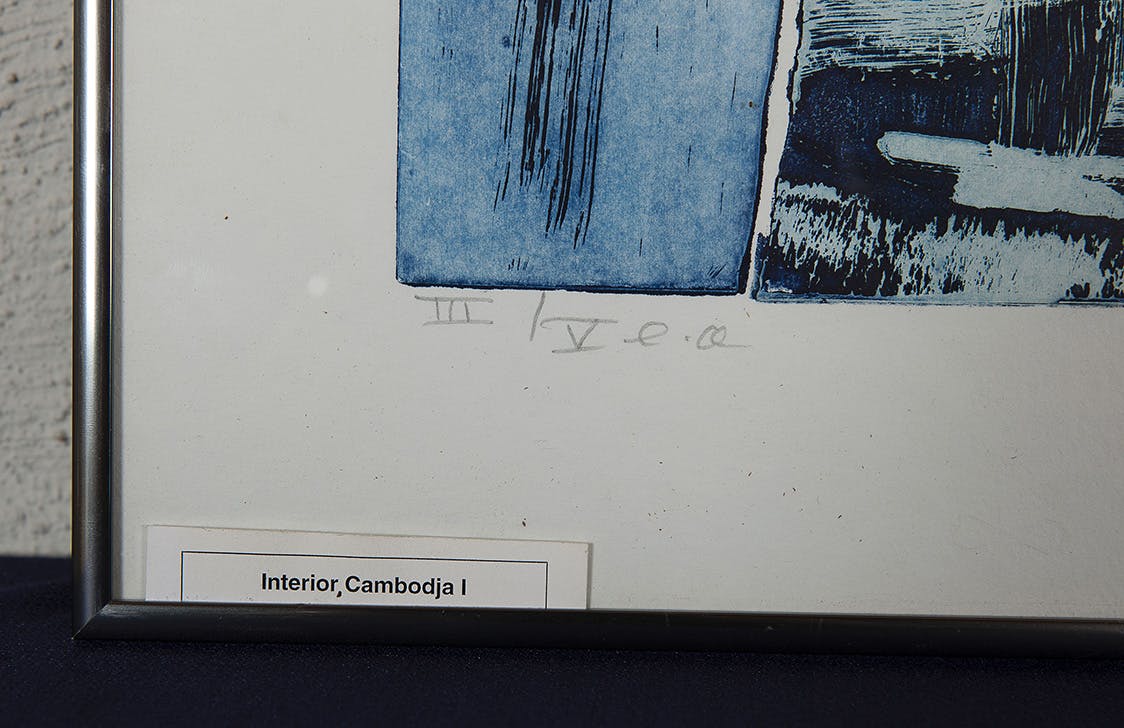 III / V e.a
Interior, Cambodja I